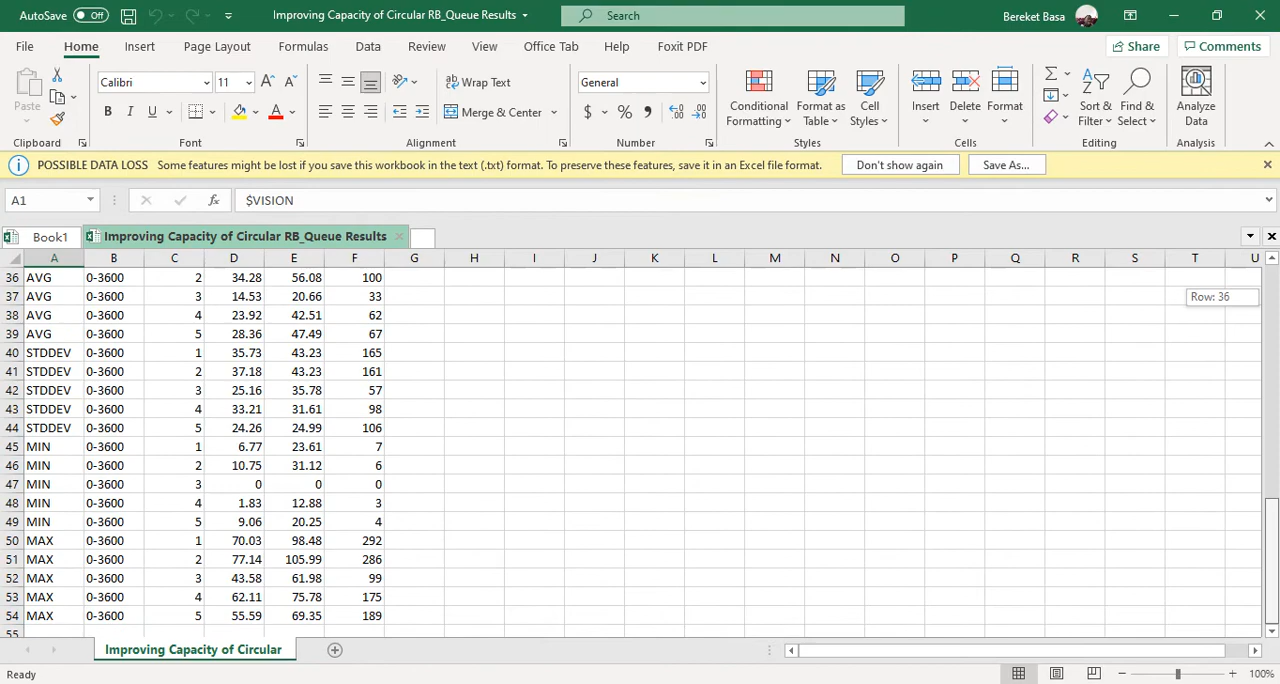 AutoSave Off Improving Capacity of Circular RB_Queue Results Search Bereket Basa
File Home Insert Page Layout Formulas Data Review View Office Tab Help Foxit PDF Share Comments
Paste Calibri 11 Wrap Text General Conditional Format as Cell Insert Delete Format Sort & Find & Analyze
B I U A Merge & Center $ % Formatting Table Styles Filter Select Data
Clipboard Font Alignment Number Styles Cells Editing Analysis
POSSIBLE DATA LOSS Some features might be lost if you save this workbook in the text (.txt) format. To preserve these features, save it in an Excel file format. Don't show again Save As...
A1 fx $VISION
Book1 Improving Capacity of Circular RB_Queue Results
A B C D E F G H I J K L M N O P Q R S T U
36 AVG 0-3600 2 34.28 56.08 100
37 AVG 0-3600 3 14.53 20.66 33 Row: 36
38 AVG 0-3600 4 23.92 42.51 62
39 AVG 0-3600 5 28.36 47.49 67
40 STDDEV 0-3600 1 35.73 43.23 165
41 STDDEV 0-3600 2 37.18 43.23 161
42 STDDEV 0-3600 3 25.16 35.78 57
43 STDDEV 0-3600 4 33.21 31.61 98
44 STDDEV 0-3600 5 24.26 24.99 106
45 MIN 0-3600 1 6.77 23.61 7
46 MIN 0-3600 2 10.75 31.12 6
47 MIN 0-3600 3 0 0 0
48 MIN 0-3600 4 1.83 12.88 3
49 MIN 0-3600 5 9.06 20.25 4
50 MAX 0-3600 1 70.03 98.48 292
51 MAX 0-3600 2 77.14 105.99 286
52 MAX 0-3600 3 43.58 61.98 99
53 MAX 0-3600 4 62.11 75.78 175
54 MAX 0-3600 5 55.59 69.35 189
55
Improving Capacity of Circular
Ready 100%